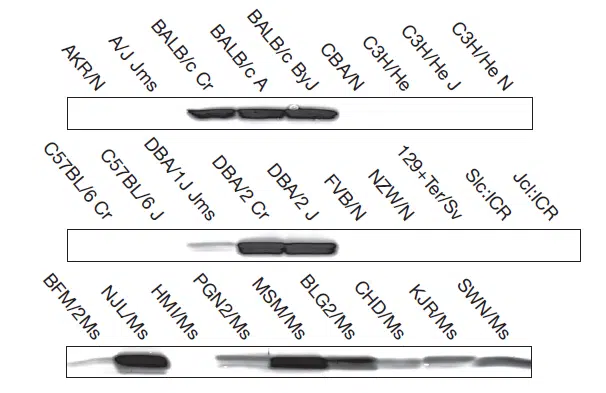 AKR/N A/J Jms BALB/c Cr BALB/c A BALB/c ByJ CBA/N C3H/He C3H/He J C3H/He N
C57BL/6 Cr C57BL/6 J DBA/1J Jms DBA/2 Cr DBA/2 J FVB/N NZW/N 129+Ter/Sv Slc:ICR Jcl:ICR
BFM/2Ms NJL/Ms HMI/Ms PGN2/Ms MSM/Ms BLG2/Ms CHD/Ms KJR/Ms SWN/Ms